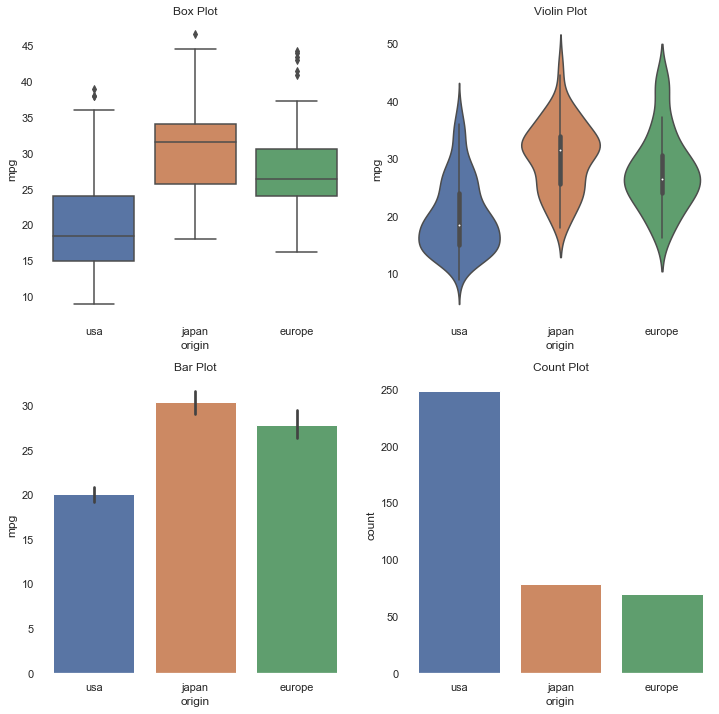 Box Plot
mpg
45
40
35
30
25
20
15
10
usa japan europe
origin
Violin Plot
mpg
50
40
30
20
10
usa japan europe
origin
Bar Plot
mpg
30
25
20
15
10
5
0
usa japan europe
origin
Count Plot
count
250
200
150
100
50
0
usa japan europe
origin